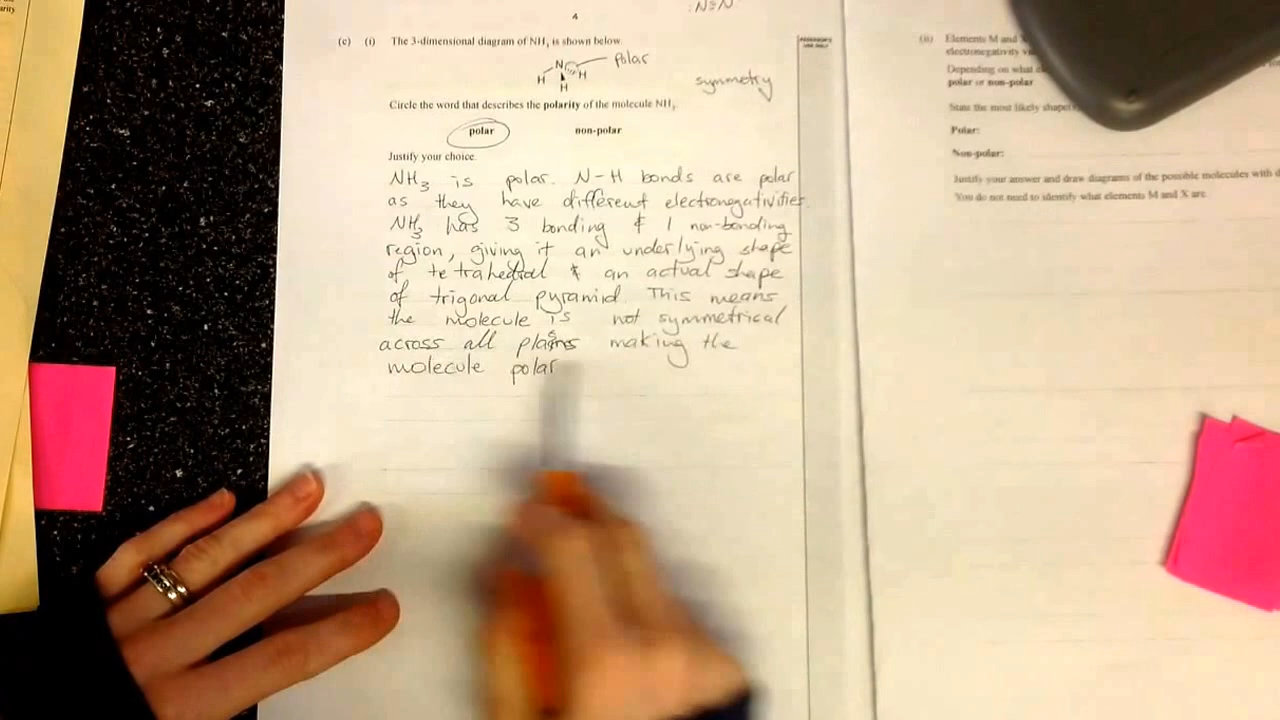 arity
:N≡N
4
(c) (i) The 3-dimensional diagram of NH3 is shown below.
polar
N
H H
H
symmetry
Circle the word that describes the polarity of the molecule NH3.
polar non-polar
Justify your choice.
NH3 is polar. N-H bonds are polar
as they have different electronegativities
NH3 has 3 bonding & 1 non-bonding
region, giving it an underlying shape
of tetrahedral & an actual shape
of trigonal pyramid. This means
the molecule is not symmetrical
across all making the
molecule polar
ASSESSOR'S
USE ONLY
(ii) Elements M and X
electronegativity
Depending on what
polar or non-polar
State the most likely shape
Polar:
Non-polar:
Justify your answer and draw diagrams of the possible molecules with
You do not need to identify what elements M and X are.